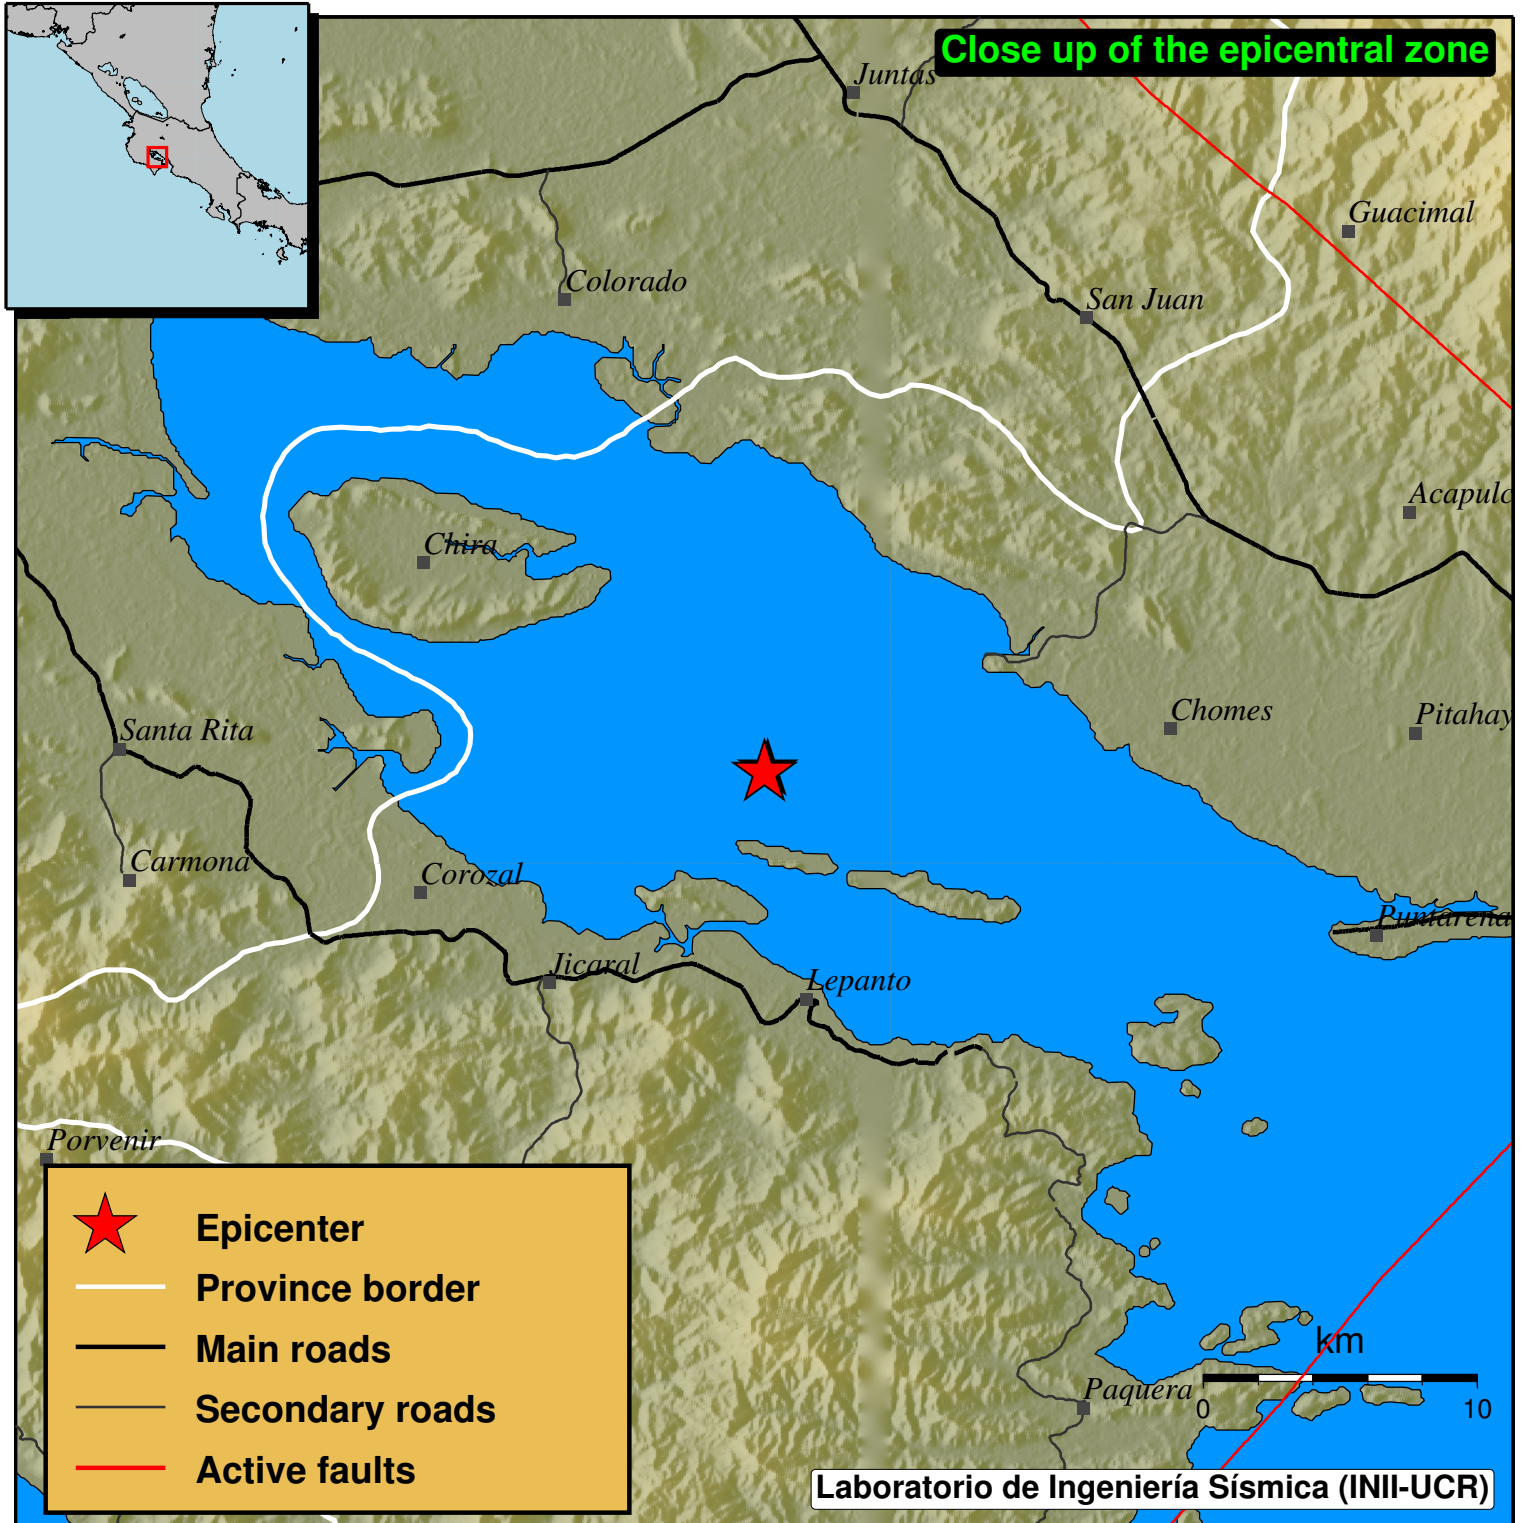 Close up of the epicentral zone
Juntas
Guacimal
Colorado
San Juan
Acapulc
Chira
Chomes
Pitahay
Santa Rita
Carmona
Corozal
Puntarena
Jicaral
Lepanto
Porvenir
Epicenter
Province border
Main roads
Secondary roads
Active faults
km
Paquera
0 10
Laboratorio de Ingeniería Sísmica (INII-UCR)